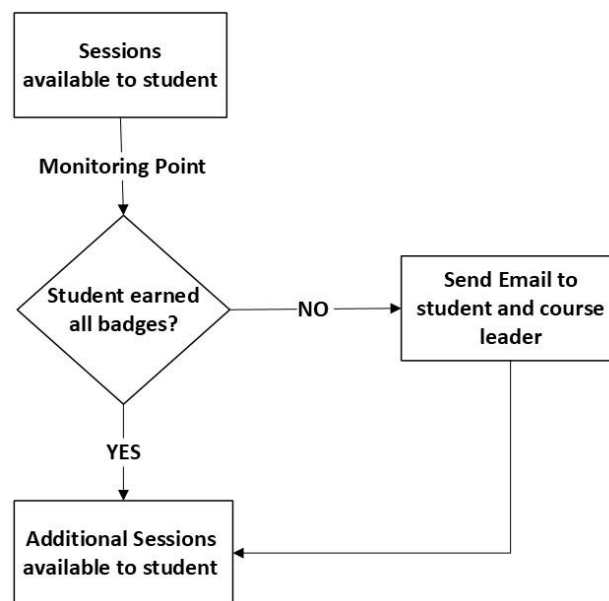 Sessions
available to student
Monitoring Point
Student earned
all badges?
NO
Send Email to
student and course
leader
YES
Additional Sessions
available to student